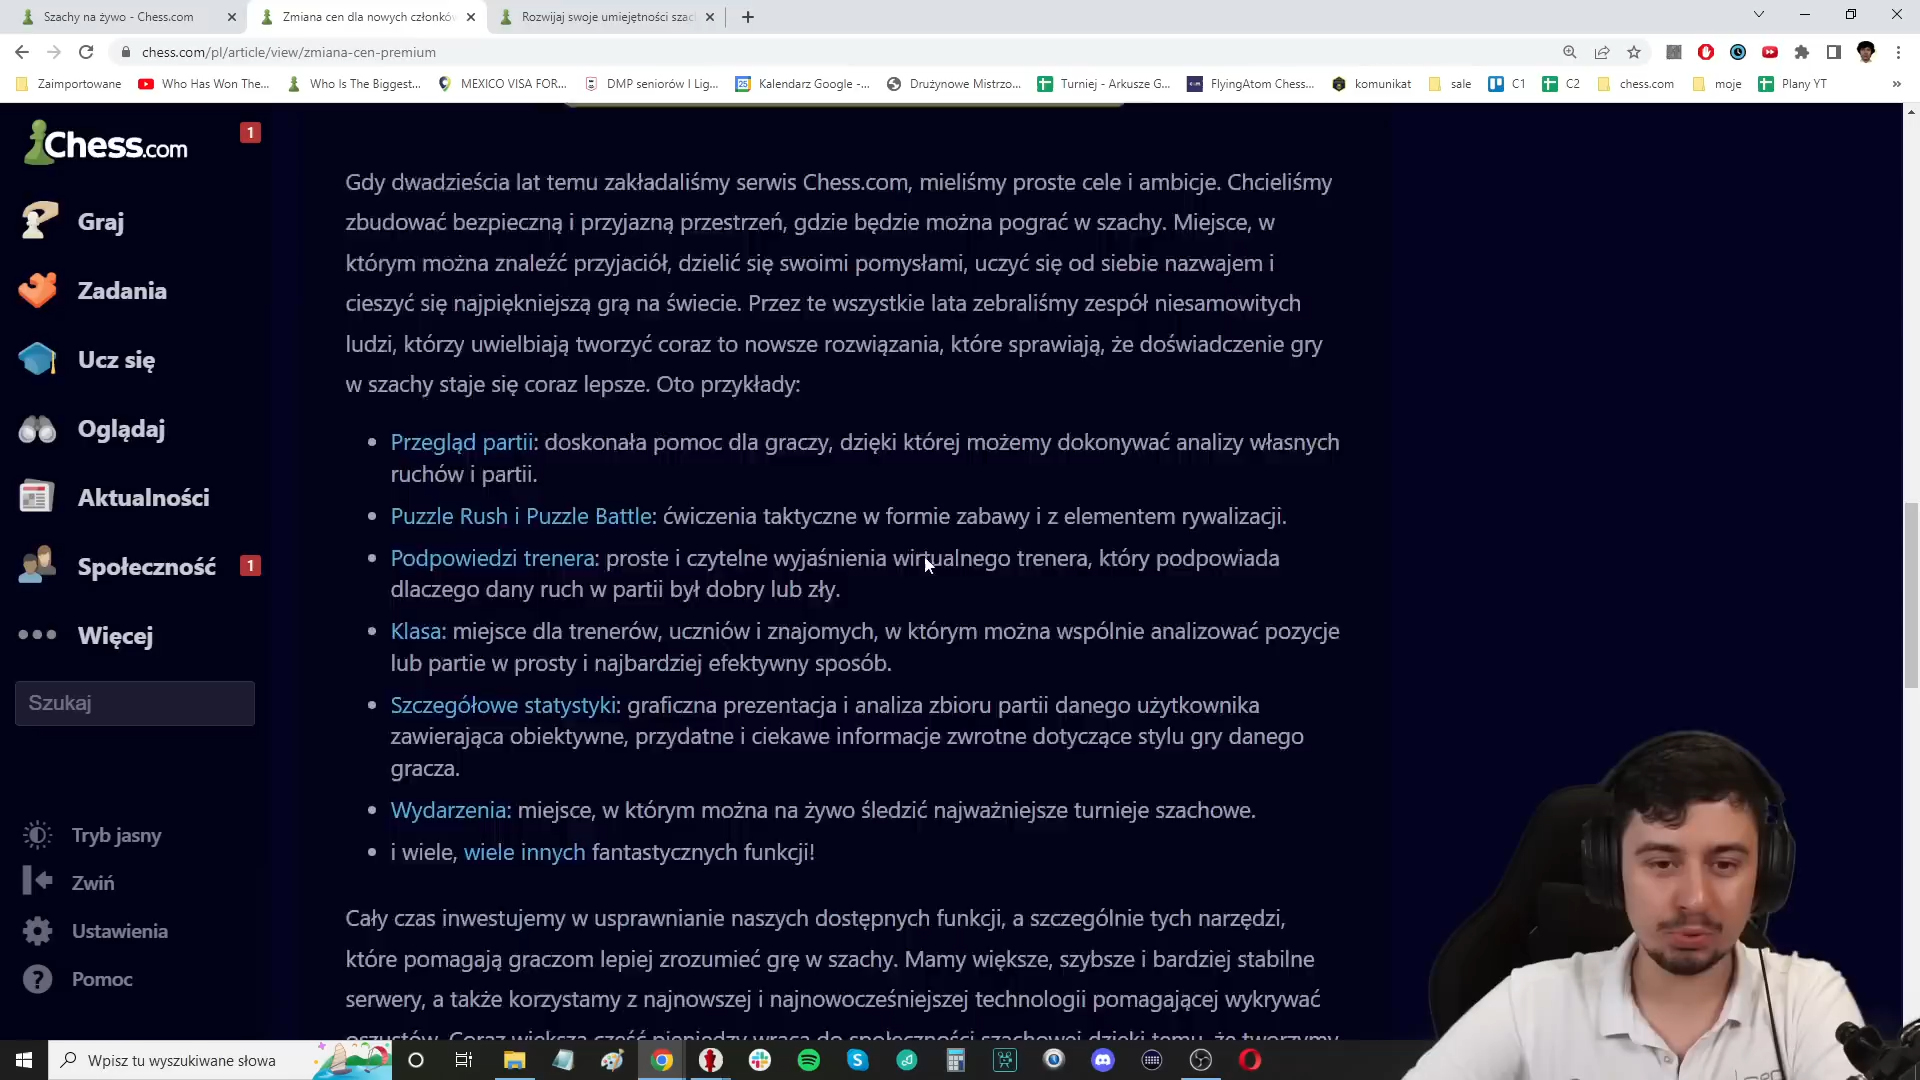 Szachy na żywo - Chess.com
Zmiana cen dla nowych członków
Rozwijaj swoje umiejętności szac
chess.com/pl/article/view/zmiana-cen-premium
Zaimportowane
Who Has Won The...
Who Is The Biggest...
MEXICO VISA FOR...
DMP seniorów I Lig...
Kalendarz Google -...
Drużynowe Mistrzo...
Turniej - Arkusze G...
FlyingAtom Chess...
komunikat
sale
C1
C2
chess.com
moje
Plany YT
»
Chess.com
1
Graj
Zadania
Ucz się
Oglądaj
Aktualności
Społeczność
1
Więcej
Szukaj
Tryb jasny
Zwiń
Ustawienia
Pomoc
Gdy dwadzieścia lat temu zakładaliśmy serwis Chess.com, mieliśmy proste cele i ambicje. Chcieliśmy
zbudować bezpieczną i przyjazną przestrzeń, gdzie będzie można pograć w szachy. Miejsce, w
którym można znaleźć przyjaciół, dzielić się swoimi pomysłami, uczyć się od siebie nazwajem i
cieszyć się najpiękniejszą grą na świecie. Przez te wszystkie lata zebraliśmy zespół niesamowitych
ludzi, którzy uwielbiają tworzyć coraz to nowsze rozwiązania, które sprawiają, że doświadczenie gry
w szachy staje się coraz lepsze. Oto przykłady:
Przegląd partii: doskonała pomoc dla graczy, dzięki której możemy dokonywać analizy własnych
ruchów i partii.
Puzzle Rush i Puzzle Battle: ćwiczenia taktyczne w formie zabawy i z elementem rywalizacji.
Podpowiedzi trenera: proste i czytelne wyjaśnienia wirtualnego trenera, który podpowiada
dlaczego dany ruch w partii był dobry lub zły.
Klasa: miejsce dla trenerów, uczniów i znajomych, w którym można wspólnie analizować pozycje
lub partie w prosty i najbardziej efektywny sposób.
Szczegółowe statystyki: graficzna prezentacja i analiza zbioru partii danego użytkownika
zawierająca obiektywne, przydatne i ciekawe informacje zwrotne dotyczące stylu gry danego
gracza.
Wydarzenia: miejsce, w którym można na żywo śledzić najważniejsze turnieje szachowe.
i wiele, wiele innych fantastycznych funkcji!
Cały czas inwestujemy w usprawnianie naszych dostępnych funkcji, a szczególnie tych narzędzi,
które pomagają graczom lepiej zrozumieć grę w szachy. Mamy większe, szybsze i bardziej stabilne
serwery, a także korzystamy z najnowszej i najnowocześniejszej technologii pomagającej wykrywać
oszustów. Coraz większa część pieniędzy wraca do społeczności szachowej dzięki temu, że tworzymy
Wpisz tu wyszukiwane słowa